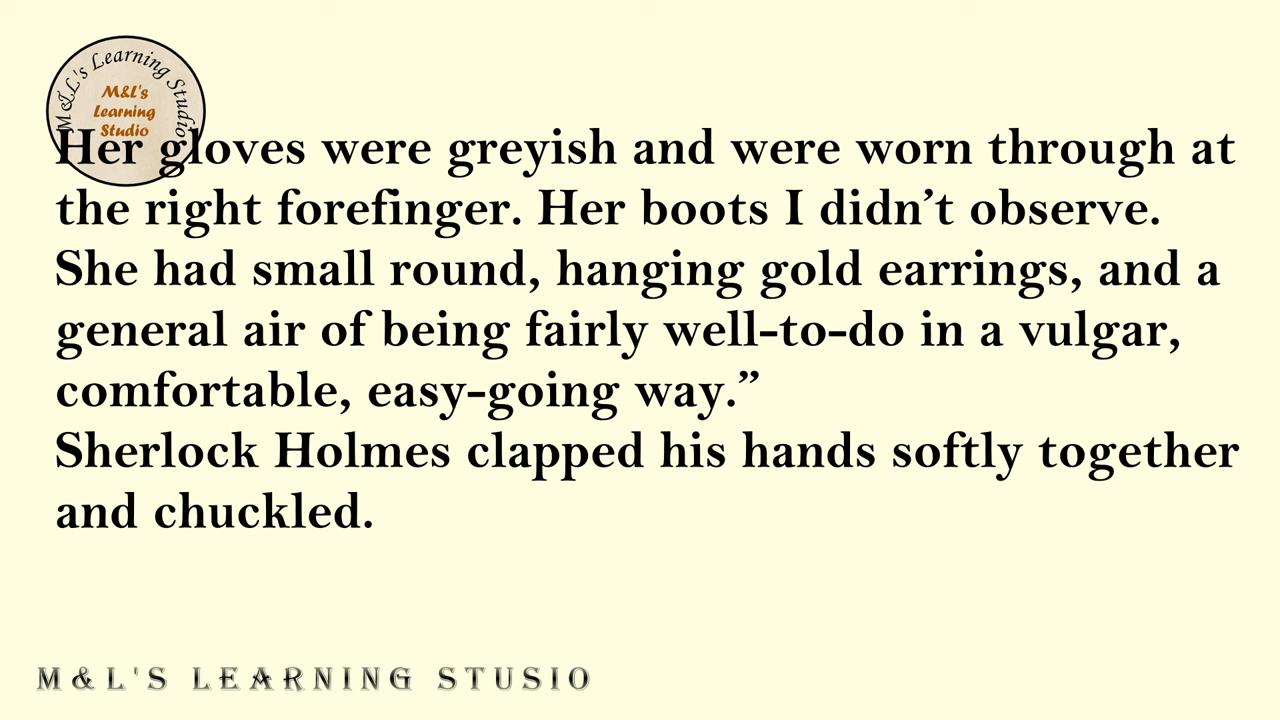 M&L's Learning Studio
M&L's
Learning
Studio
Her gloves were greyish and were worn through at
the right forefinger. Her boots I didn’t observe.
She had small round, hanging gold earrings, and a
general air of being fairly well-to-do in a vulgar,
comfortable, easy-going way.”
Sherlock Holmes clapped his hands softly together
and chuckled.
M&L'S LEARNING STUSIO